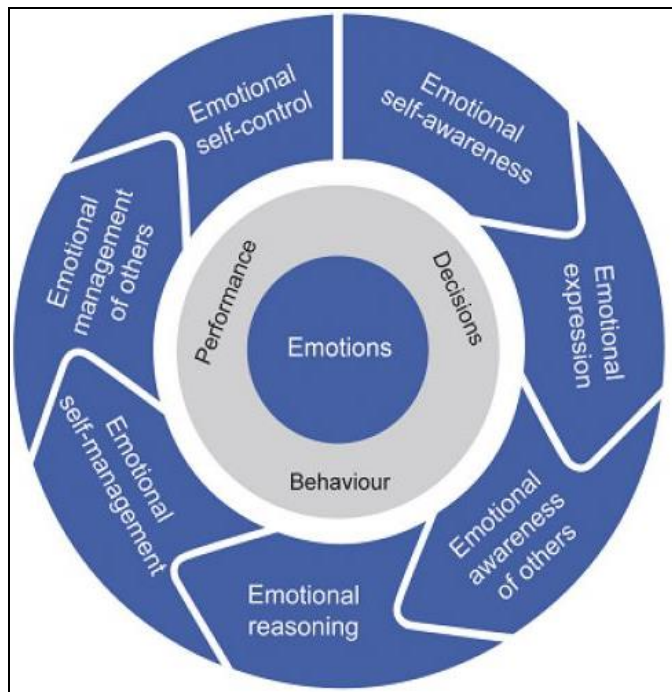 Emotional
self-awareness
Emotional
expression
Emotional
awareness
of others
Emotional
reasoning
Emotional
self-management
Emotional
management
of others
Emotional
self-control
Performance
Decisions
Behaviour
Emotions